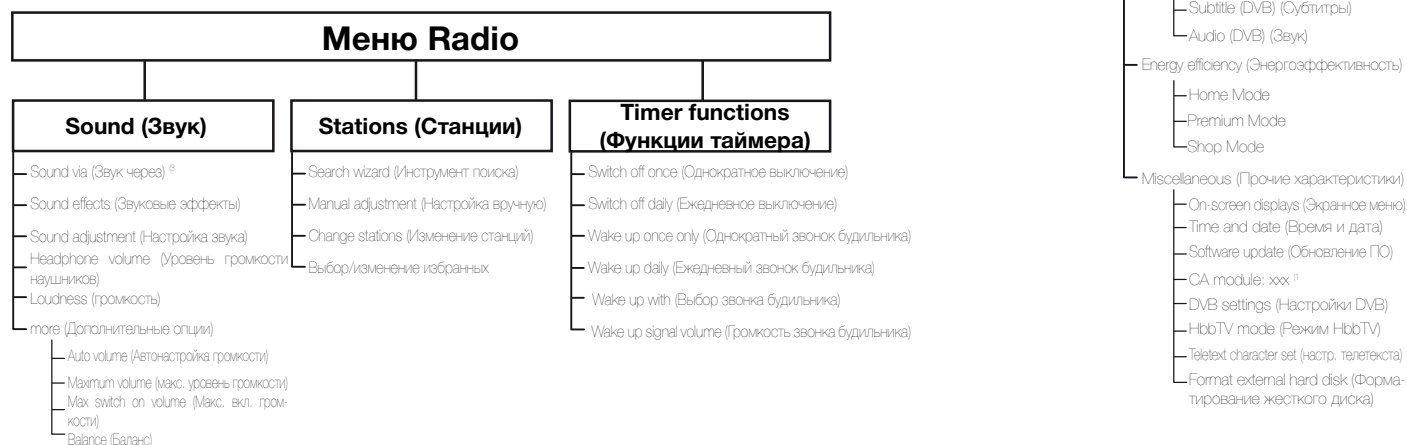 Меню Radio
Sound (Звук)
Sound via (Звук через) (3
Sound effects (Звуковые эффекты)
Sound adjustment (Настройка звука)
Headphone volume (Уровень громкости
наушников)
Loudness (громкость)
more (Дополнительные опции)
Auto volume (Автонастройка громкости)
Maximum volume (макс. уровень громкости)
Max switch on volume (Макс. вкл. гром-
кости)
Balance (Баланс)
Stations (Станции)
Search wizard (Инструмент поиска)
Manual adjustment (Настройка вручную)
Change stations (Изменение станций)
Выбор/изменение избранных
Timer functions
(Функции таймера)
Switch off once (Однократное выключение)
Switch off daily (Ежедневное выключение)
Wake up once only (Однократный звонок будильника)
Wake up daily (Ежедневный звонок будильника)
Wake up with (Выбор звонка будильника)
Wake up signal volume (Громкость звонка будильника)
Subtitle (DVB) (Субтитры)
Audio (DVB) (Звук)
Energy efficiency (Энергоэффективность)
Home Mode
Premium Mode
Shop Mode
Miscellaneous (Прочие характеристики)
On-screen displays (Экранное меню)
Time and date (Время и дата)
Software update (Обновление ПО)
CA module: xxx (1
DVB settings (Настройки DVB)
HbbTV mode (Режим HbbTV)
Teletext character set (настр. телетекста)
Format external hard disk (Форма-
тирование жесткого диска)